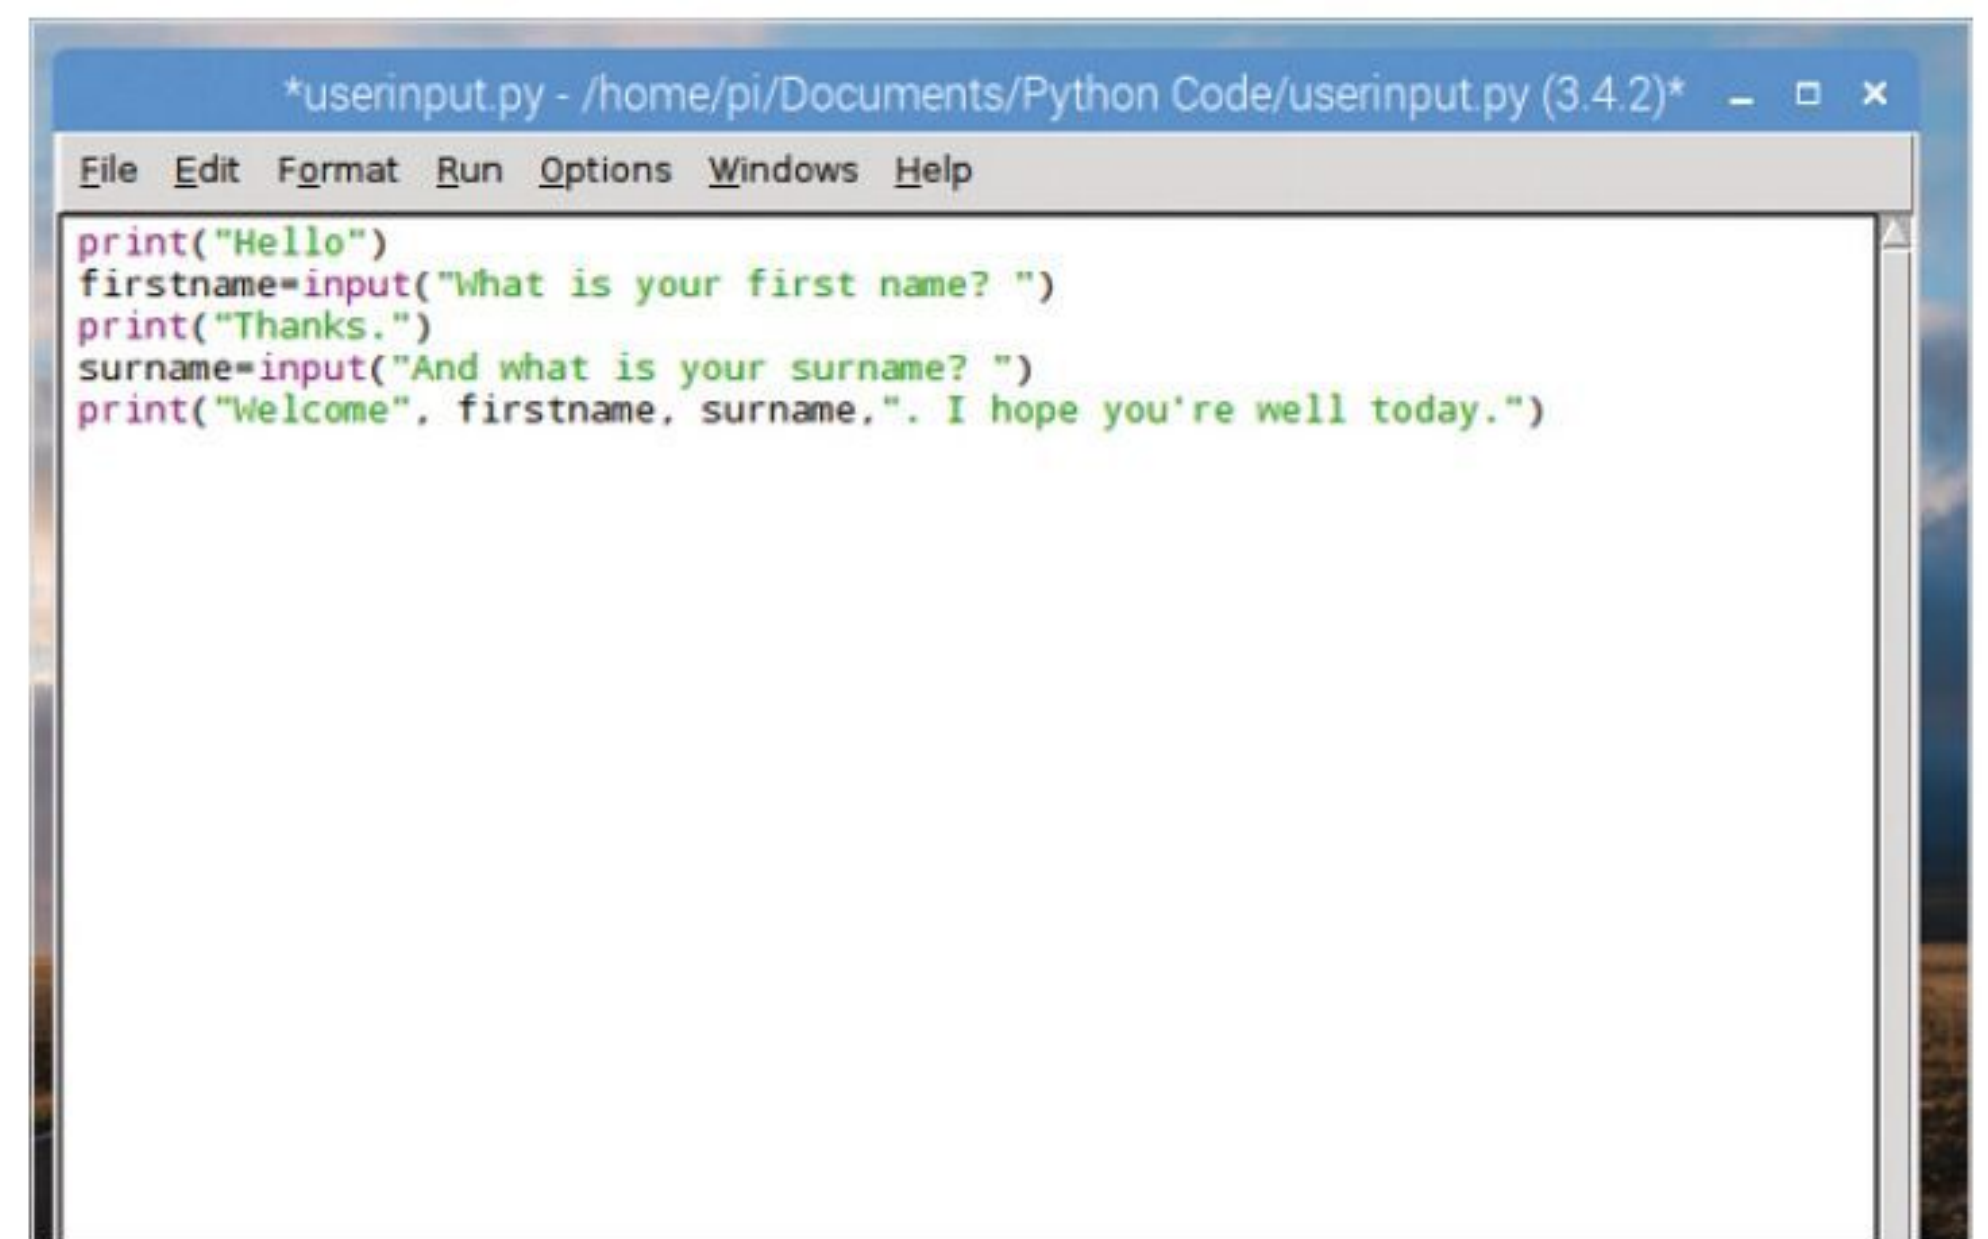 *userinput.py - /home/pi/Documents/Python Code/userinput.py (3.4.2)*
File Edit Format Run Options Windows Help
print("Hello")
firstname=input("What is your first name? ")
print("Thanks.")
surname=input("And what is your surname? ")
print("Welcome", firstname, surname,". I hope you're well today.")